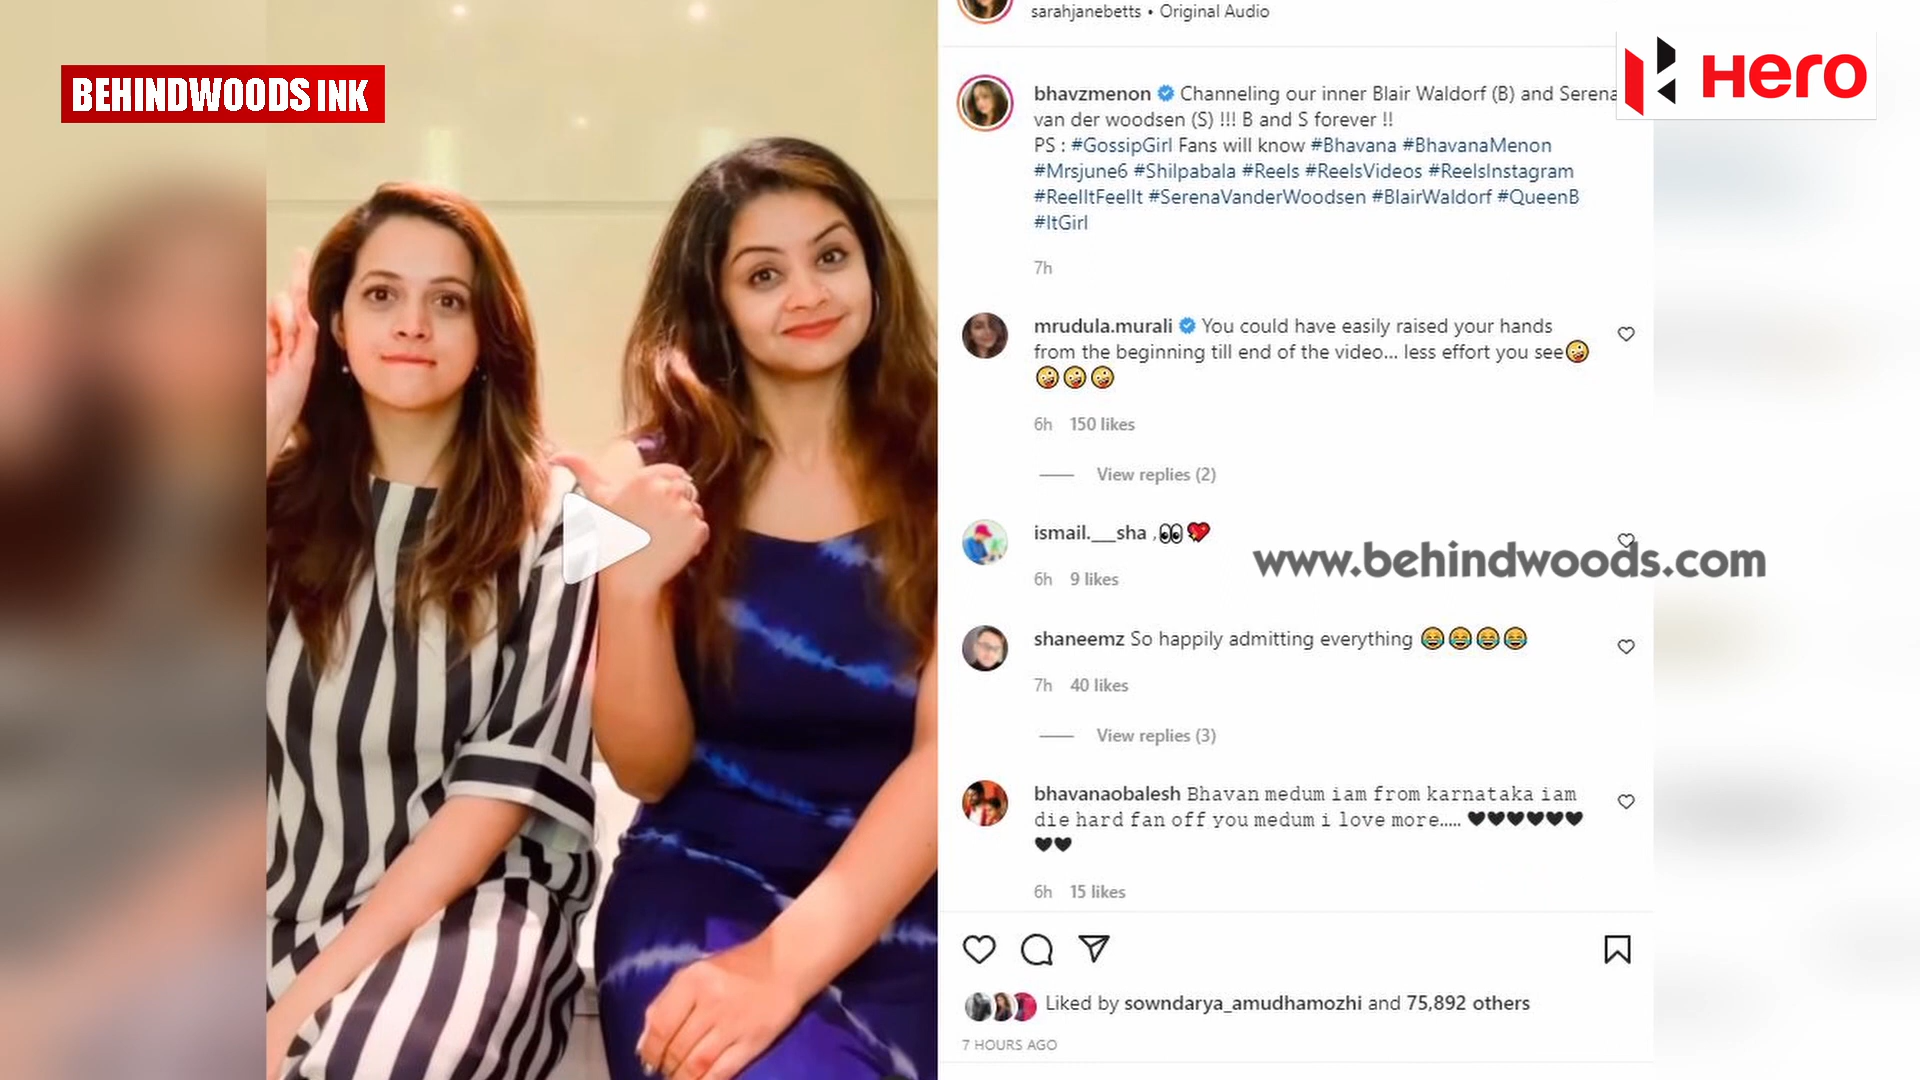 BEHINDWOODS INK
sarahjanebetts • Original Audio
HERO
bhavzmenon Channeling our inner Blair Waldorf (B) and Serena
van der woodsen (S) !!! B and S forever !!
PS : #GossipGirl Fans will know #Bhavana #BhavanaMenon
#Mrsjune6 #Shilpabala #Reels #ReelsVideos #ReelsInstagram
#ReelItFeelIt #SerenaVanderWoodsen #BlairWaldorf #QueenB
#ItGirl
7h
mrudula.murali You could have easily raised your hands
from the beginning till end of the video... less effort you see🤪
🤪🤪🤪
6h 150 likes
View replies (2)
ismail.___sha ,👀💖
6h 9 likes
www.behindwoods.com
shaneemz So happily admitting everything 😂😂😂😂
7h 40 likes
View replies (3)
bhavanaobalesh Bhavan medum iam from karnataka iam
die hard fan off you medum i love more..... 🖤🖤🖤🖤🖤🖤
🖤🖤
6h 15 likes
Liked by sowndarya_amudhamozhi and 75,892 others
7 HOURS AGO